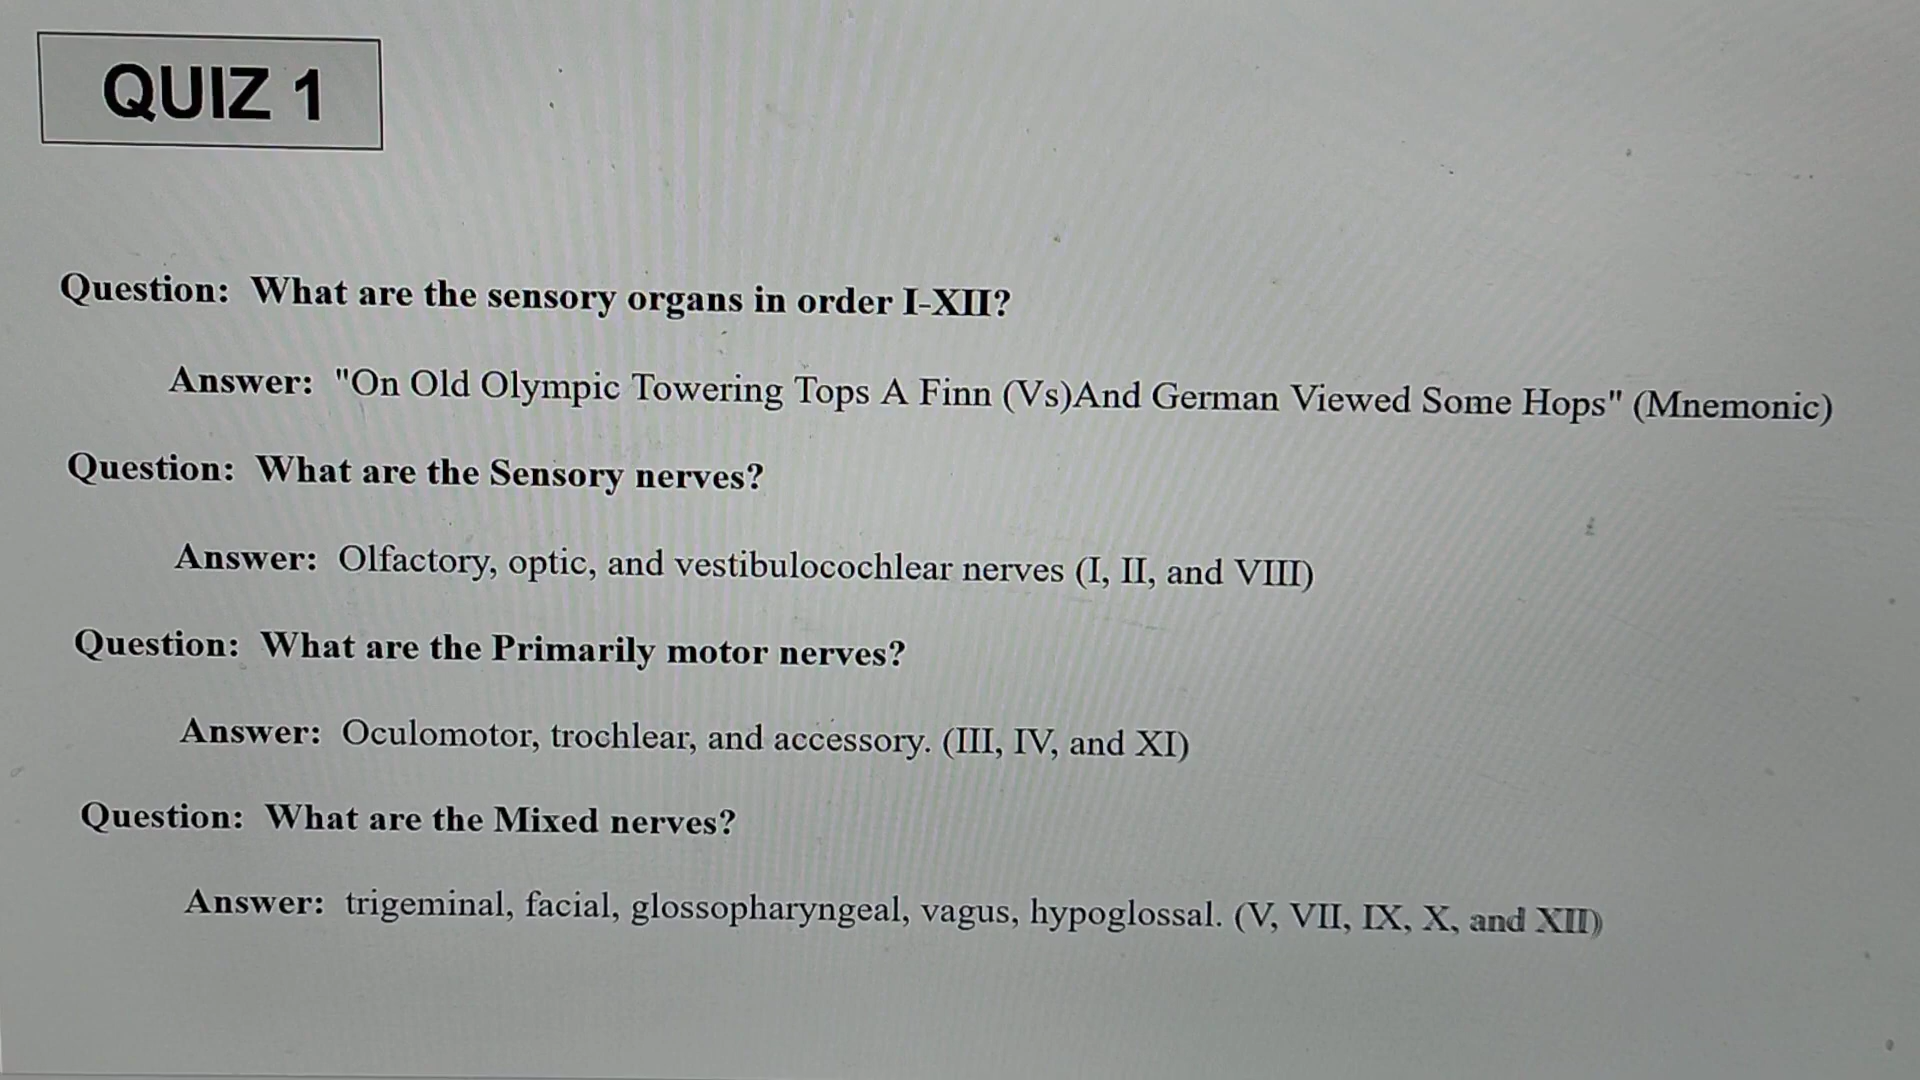 QUIZ 1
Question: What are the sensory organs in order I-XII?
Answer: "On Old Olympic Towering Tops A Finn (Vs)And German Viewed Some Hops" (Mnemonic)
Question: What are the Sensory nerves?
Answer: Olfactory, optic, and vestibulocochlear nerves (I, II, and VIII)
Question: What are the Primarily motor nerves?
Answer: Oculomotor, trochlear, and accessory. (III, IV, and XI)
Question: What are the Mixed nerves?
Answer: trigeminal, facial, glossopharyngeal, vagus, hypoglossal. (V, VII, IX, X, and XII)